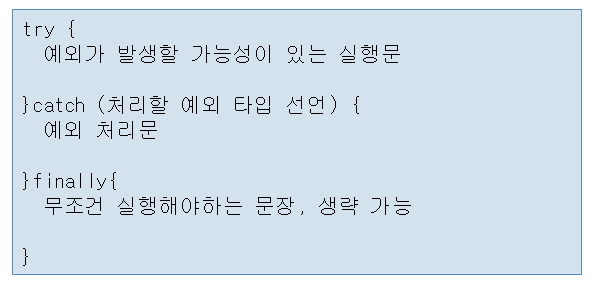 try {
예외가 발생할 가능성이 있는 실행문
}catch (처리할 예외 타입 선언) {
예외 처리문
}finally{
무조건 실행해야하는 문장, 생략 가능
}